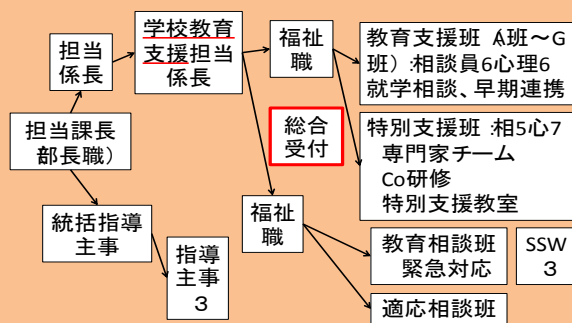 担当
係長
学校教育
支援担当
係長
福祉
職
教育支援班（A班～G
班）:相談員6心理6
就学相談、早期連携
総合
受付
特別支援班:相5心7
専門家チーム
Co研修
特別支援教室
担当課長
部長職）
統括指導
主事
指導
主事
３
福祉
職
教育相談班
緊急対応
SSW
3
適応相談班